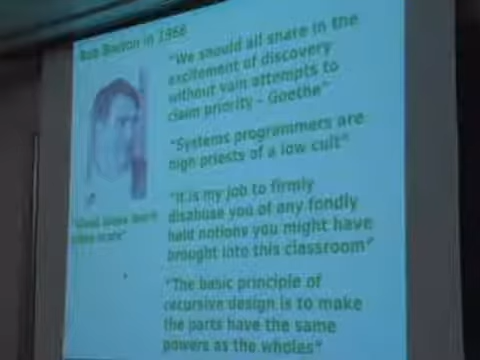 Bob Barton in 1966
"We should all share in the
excitement of discovery
without vain attempts to
claim priority - Goethe"
"Systems programmers are
high priests of a low cult"
"It is my job to firmly
disabuse you of any fondly
held notions you might have
brought into this classroom"
"The basic principle of
recursive design is to make
the parts have the same
powers as the wholes"